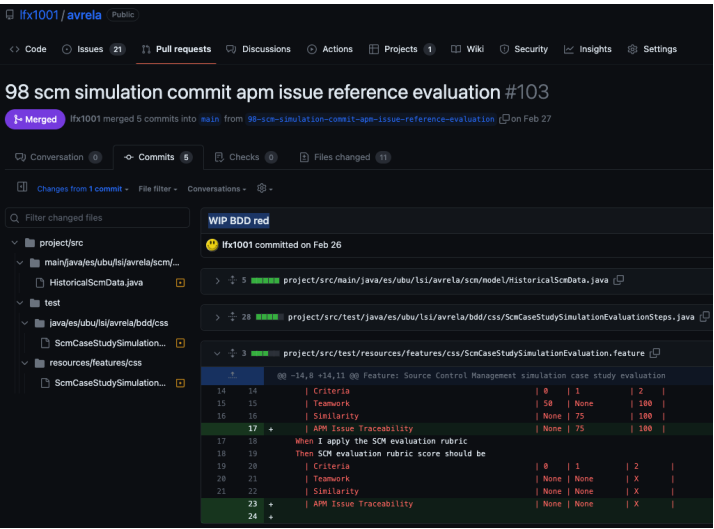 lfx1001 / avrela Public
Code Issues 21 Pull requests Discussions Actions Projects 1 Wiki Security Insights Settings
98 scm simulation commit apm issue reference evaluation #103
Merged lfx1001 merged 5 commits into main from 98-scm-simulation-commit-apm-issue-reference-evaluation on Feb 27
Conversation 0 Commits 5 Checks 0 Files changed 11
Changes from 1 commit File filter Conversations
Filter changed files
WIP BDD red
lfx1001 committed on Feb 26
project/src
main/java/es/ubu/lsi/avrela/scm/...
HistoricalScmData.java
test
java/es/ubu/lsi/avrela/bdd/css
ScmCaseStudySimulation...
resources/features/css
ScmCaseStudySimulation...
5 project/src/main/java/es/ubu/lsi/avrela/scm/model/HistoricalScmData.java
28 project/src/test/java/es/ubu/lsi/avrela/bdd/css/ScmCaseStudySimulationEvaluationSteps.java
3 project/src/test/resources/features/css/ScmCaseStudySimulationEvaluation.feature
@@ -14,8 +14,11 @@ Feature: Source Control Management simulation case study evaluation
14 14 | Criteria | 0 | 1 | 2 |
15 15 | Teamwork | 50 | None | 100 |
16 16 | Similarity | None | 75 | 100 |
17 + | APM Issue Traceability | None | 75 | 100 |
17 18 When I apply the SCM evaluation rubric
18 19 Then SCM evaluation rubric score should be
19 20 | Criteria | 0 | 1 | 2 |
20 21 | Teamwork | None | None | X |
21 22 | Similarity | None | None | X |
23 + | APM Issue Traceability | None | None | X |
24 +